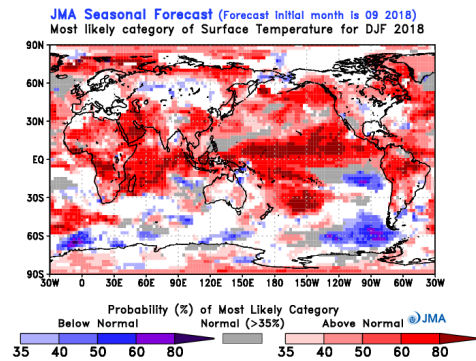 JMA Seasonal Forecast (Forecast initial month is 09 2018)
Most likely category of Surface Temperature for DJF 2018
90N
60N
30N
EQ
30S
60S
90S
30W 0 30E 60E 90E 120E 150E 180 150W 120W 90W 60W 30W
Probability (%) of Most Likely Category
Below Normal Normal (>35%) Above Normal JMA
35 40 50 60 80 35 40 50 60 80